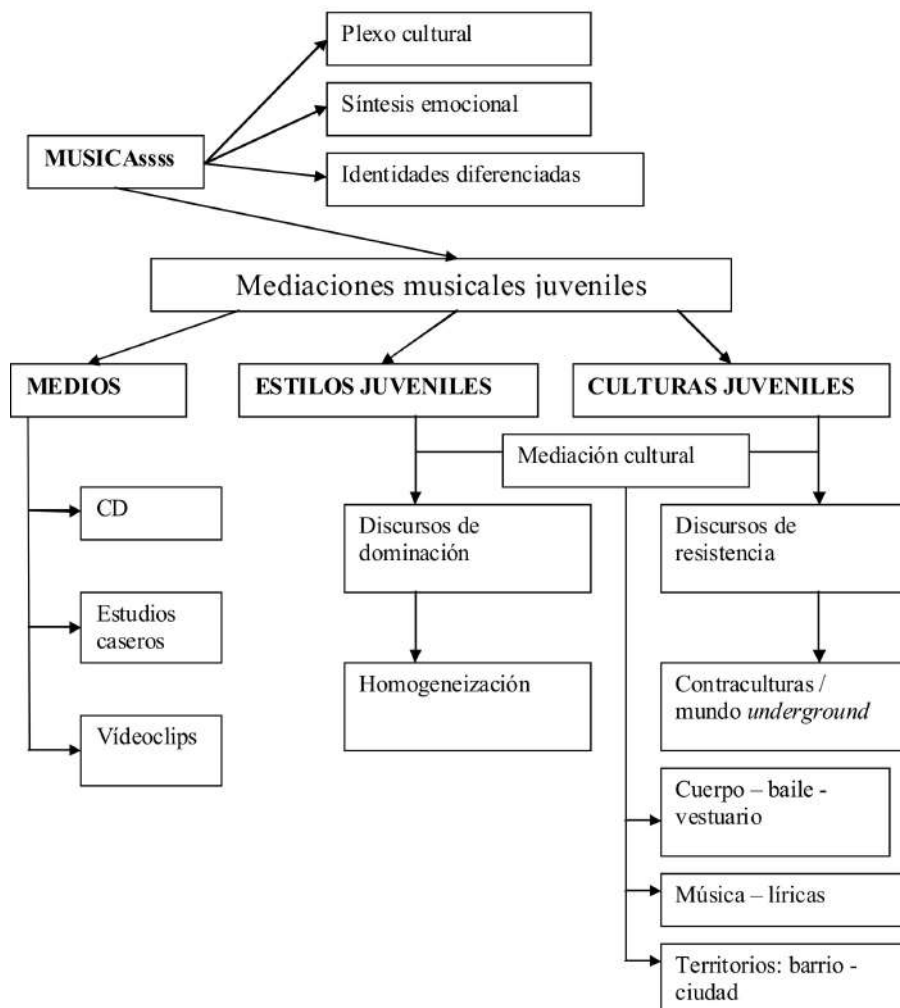 Plexo cultural
Síntesis emocional
MUSICAssss
Identidades diferenciadas
Mediaciones musicales juveniles
MEDIOS
ESTILOS JUVENILES
CULTURAS JUVENILES
Mediación cultural
CD
Discursos de
dominación
Discursos de
resistencia
Estudios
caseros
Homogeneización
Contraculturas /
mundo underground
Vídeoclips
Cuerpo – baile -
vestuario
Música – líricas
Territorios: barrio -
ciudad